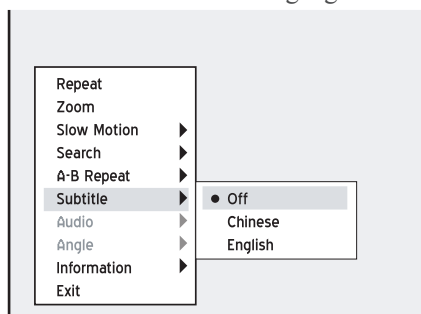 Repeat
Zoom
Slow Motion
Search
A-B Repeat
Subtitle
Audio
Angle
Information
Exit
Off
Chinese
English